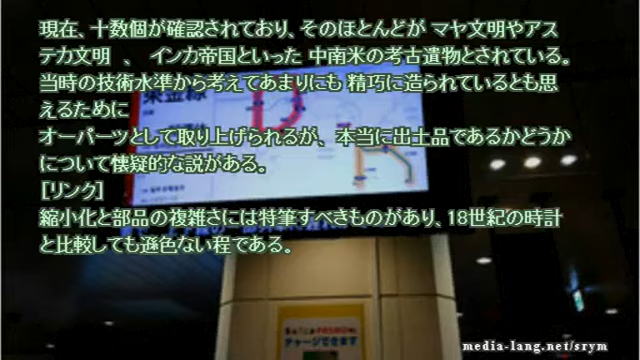 現在、十数個が確認されており、そのほとんどが マヤ文明やアス
テカ文明　、　インカ帝国といった 中南米の考古遺物とされている。
当時の技術水準から考えてあまりにも 精巧に造られているとも思
えるために
オーパーツとして取り上げられるが、 本当に出土品であるかどうか
について懐疑的な説がある。
[リンク]
縮小化と部品の複雑さには特筆すべきものがあり、18世紀の時計
と比較しても遜色ない程である。
チャージできます
media-lang.net/srym